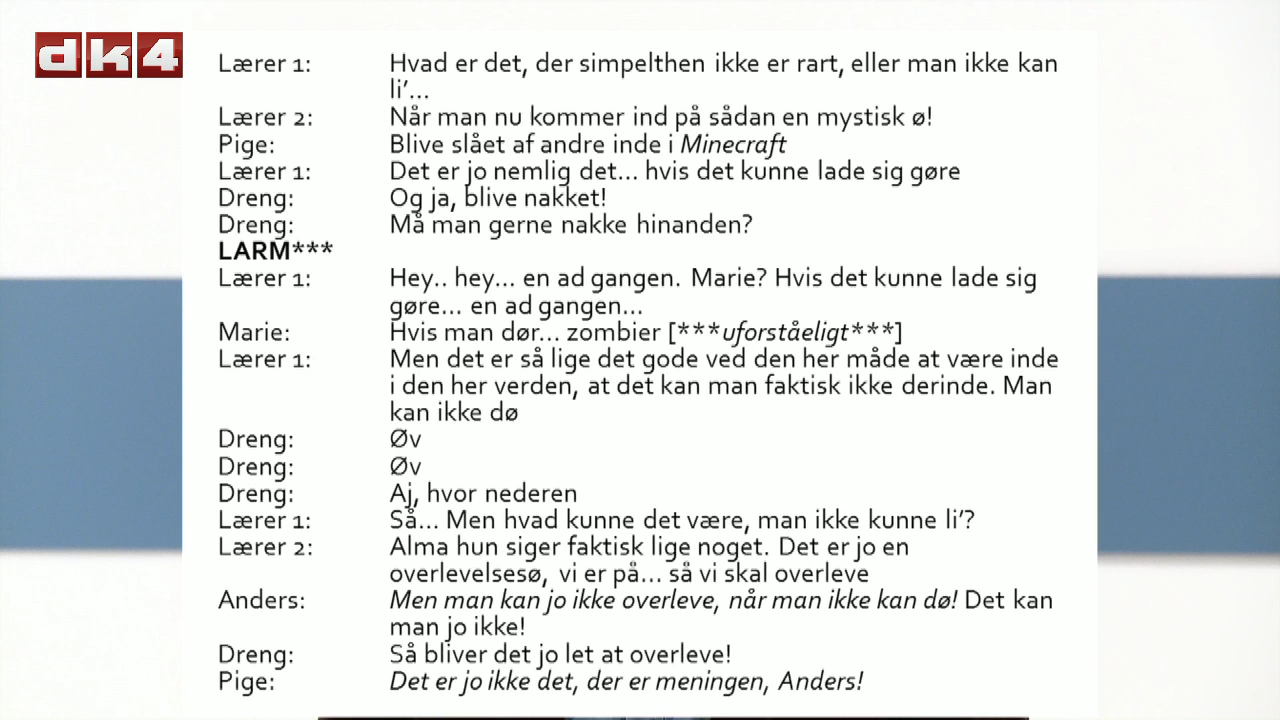 dk4
Lærer 1: Hvad er det, der simpelthen ikke er rart, eller man ikke kan
li’…
Lærer 2: Når man nu kommer ind på sådan en mystisk ø!
Pige: Blive slået af andre inde i Minecraft
Lærer 1: Det er jo nemlig det… hvis det kunne lade sig gøre
Dreng: Og ja, blive nakket!
Dreng: Må man gerne nakke hinanden?
LARM***
Lærer 1: Hey.. hey… en ad gangen. Marie? Hvis det kunne lade sig
gøre… en ad gangen…
Marie: Hvis man dør… zombier [***uforståeligt***]
Lærer 1: Men det er så lige det gode ved den her måde at være inde
i den her verden, at det kan man faktisk ikke derinde. Man
kan ikke dø
Dreng: Øv
Dreng: Øv
Dreng: Aj, hvor nederen
Lærer 1: Så… Men hvad kunne det være, man ikke kunne li’?
Lærer 2: Alma hun siger faktisk lige noget. Det er jo en
overlevelsesø, vi er på… så vi skal overleve
Anders: Men man kan jo ikke overleve, når man ikke kan dø! Det kan
man jo ikke!
Dreng: Så bliver det jo let at overleve!
Pige: Det er jo ikke det, der er meningen, Anders!